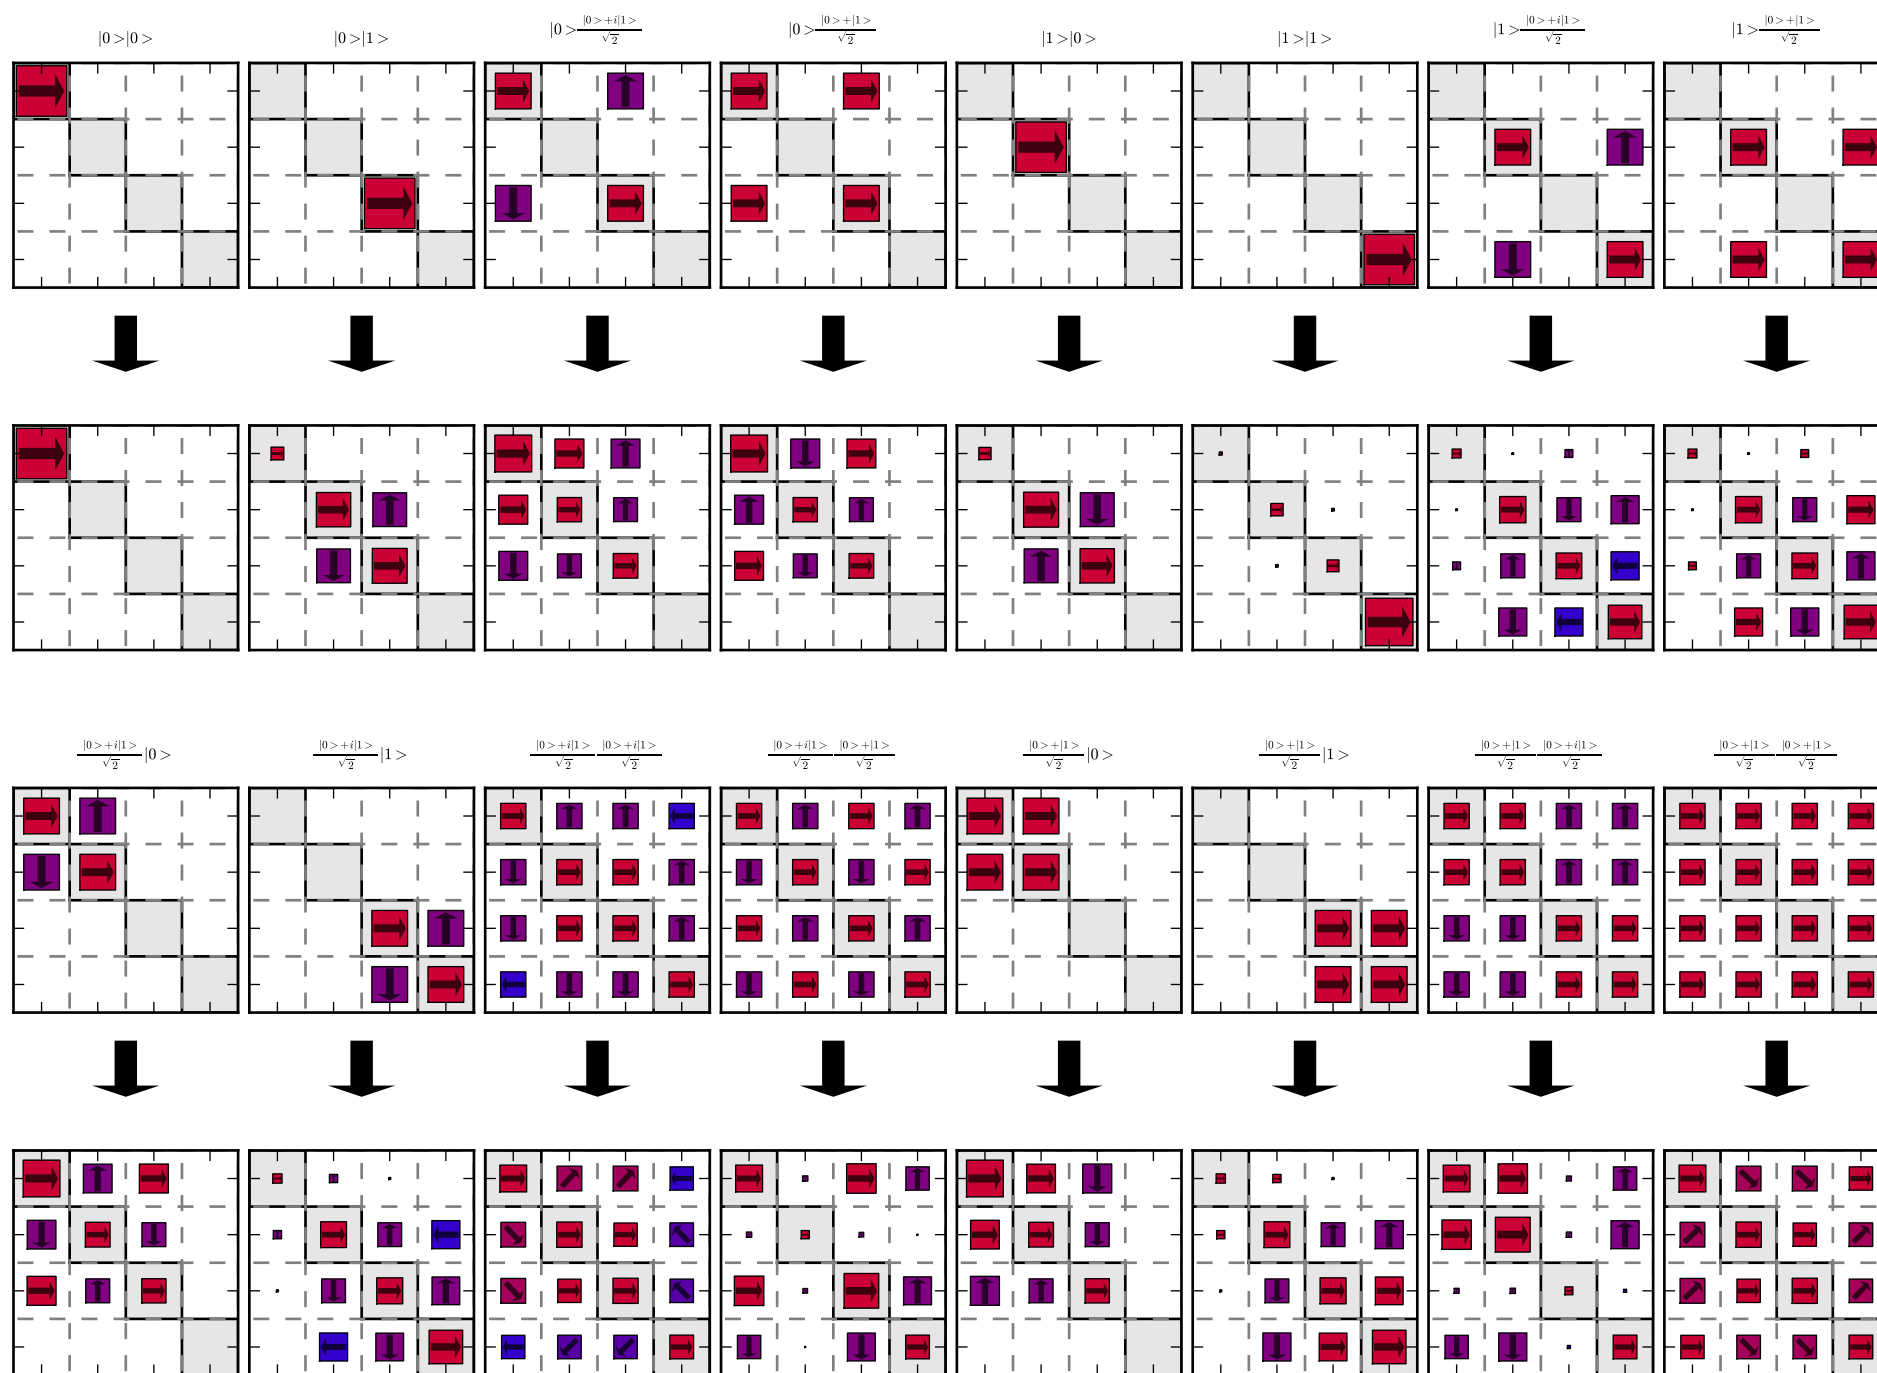 |0>|0>
|0>|1>
|0> |0>+i|1> / √2
|0> |0>+|1> / √2
|1>|0>
|1>|1>
|1> |0>+i|1> / √2
|1> |0>+|1> / √2
|0>+i|1> / √2 |0>
|0>+i|1> / √2 |1>
|0>+i|1> / √2 |0>+i|1> / √2
|0>+i|1> / √2 |0>+|1> / √2
|0>+|1> / √2 |0>
|0>+|1> / √2 |1>
|0>+|1> / √2 |0>+i|1> / √2
|0>+|1> / √2 |0>+|1> / √2